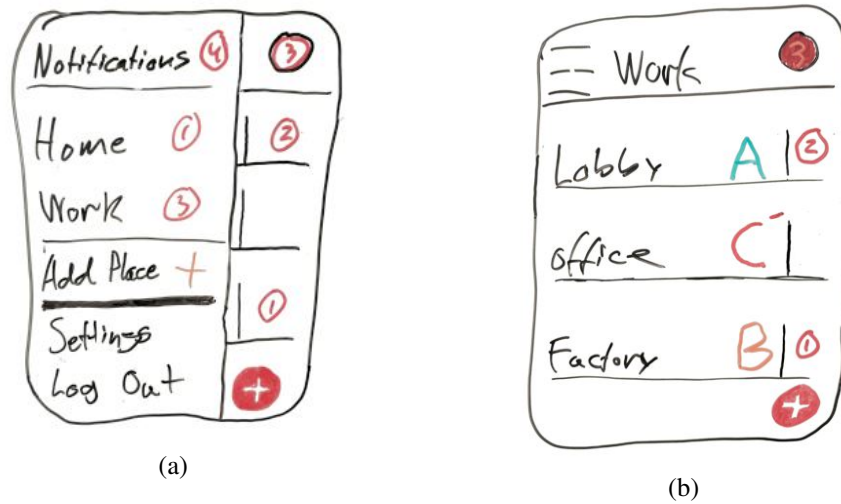 Notifications 4 3
Home 1 2
Work 3
Add Place +
1
Settings
Log Out +
(a)
Work 3
Lobby A 2
office C-
Factory B 1
+
(b)